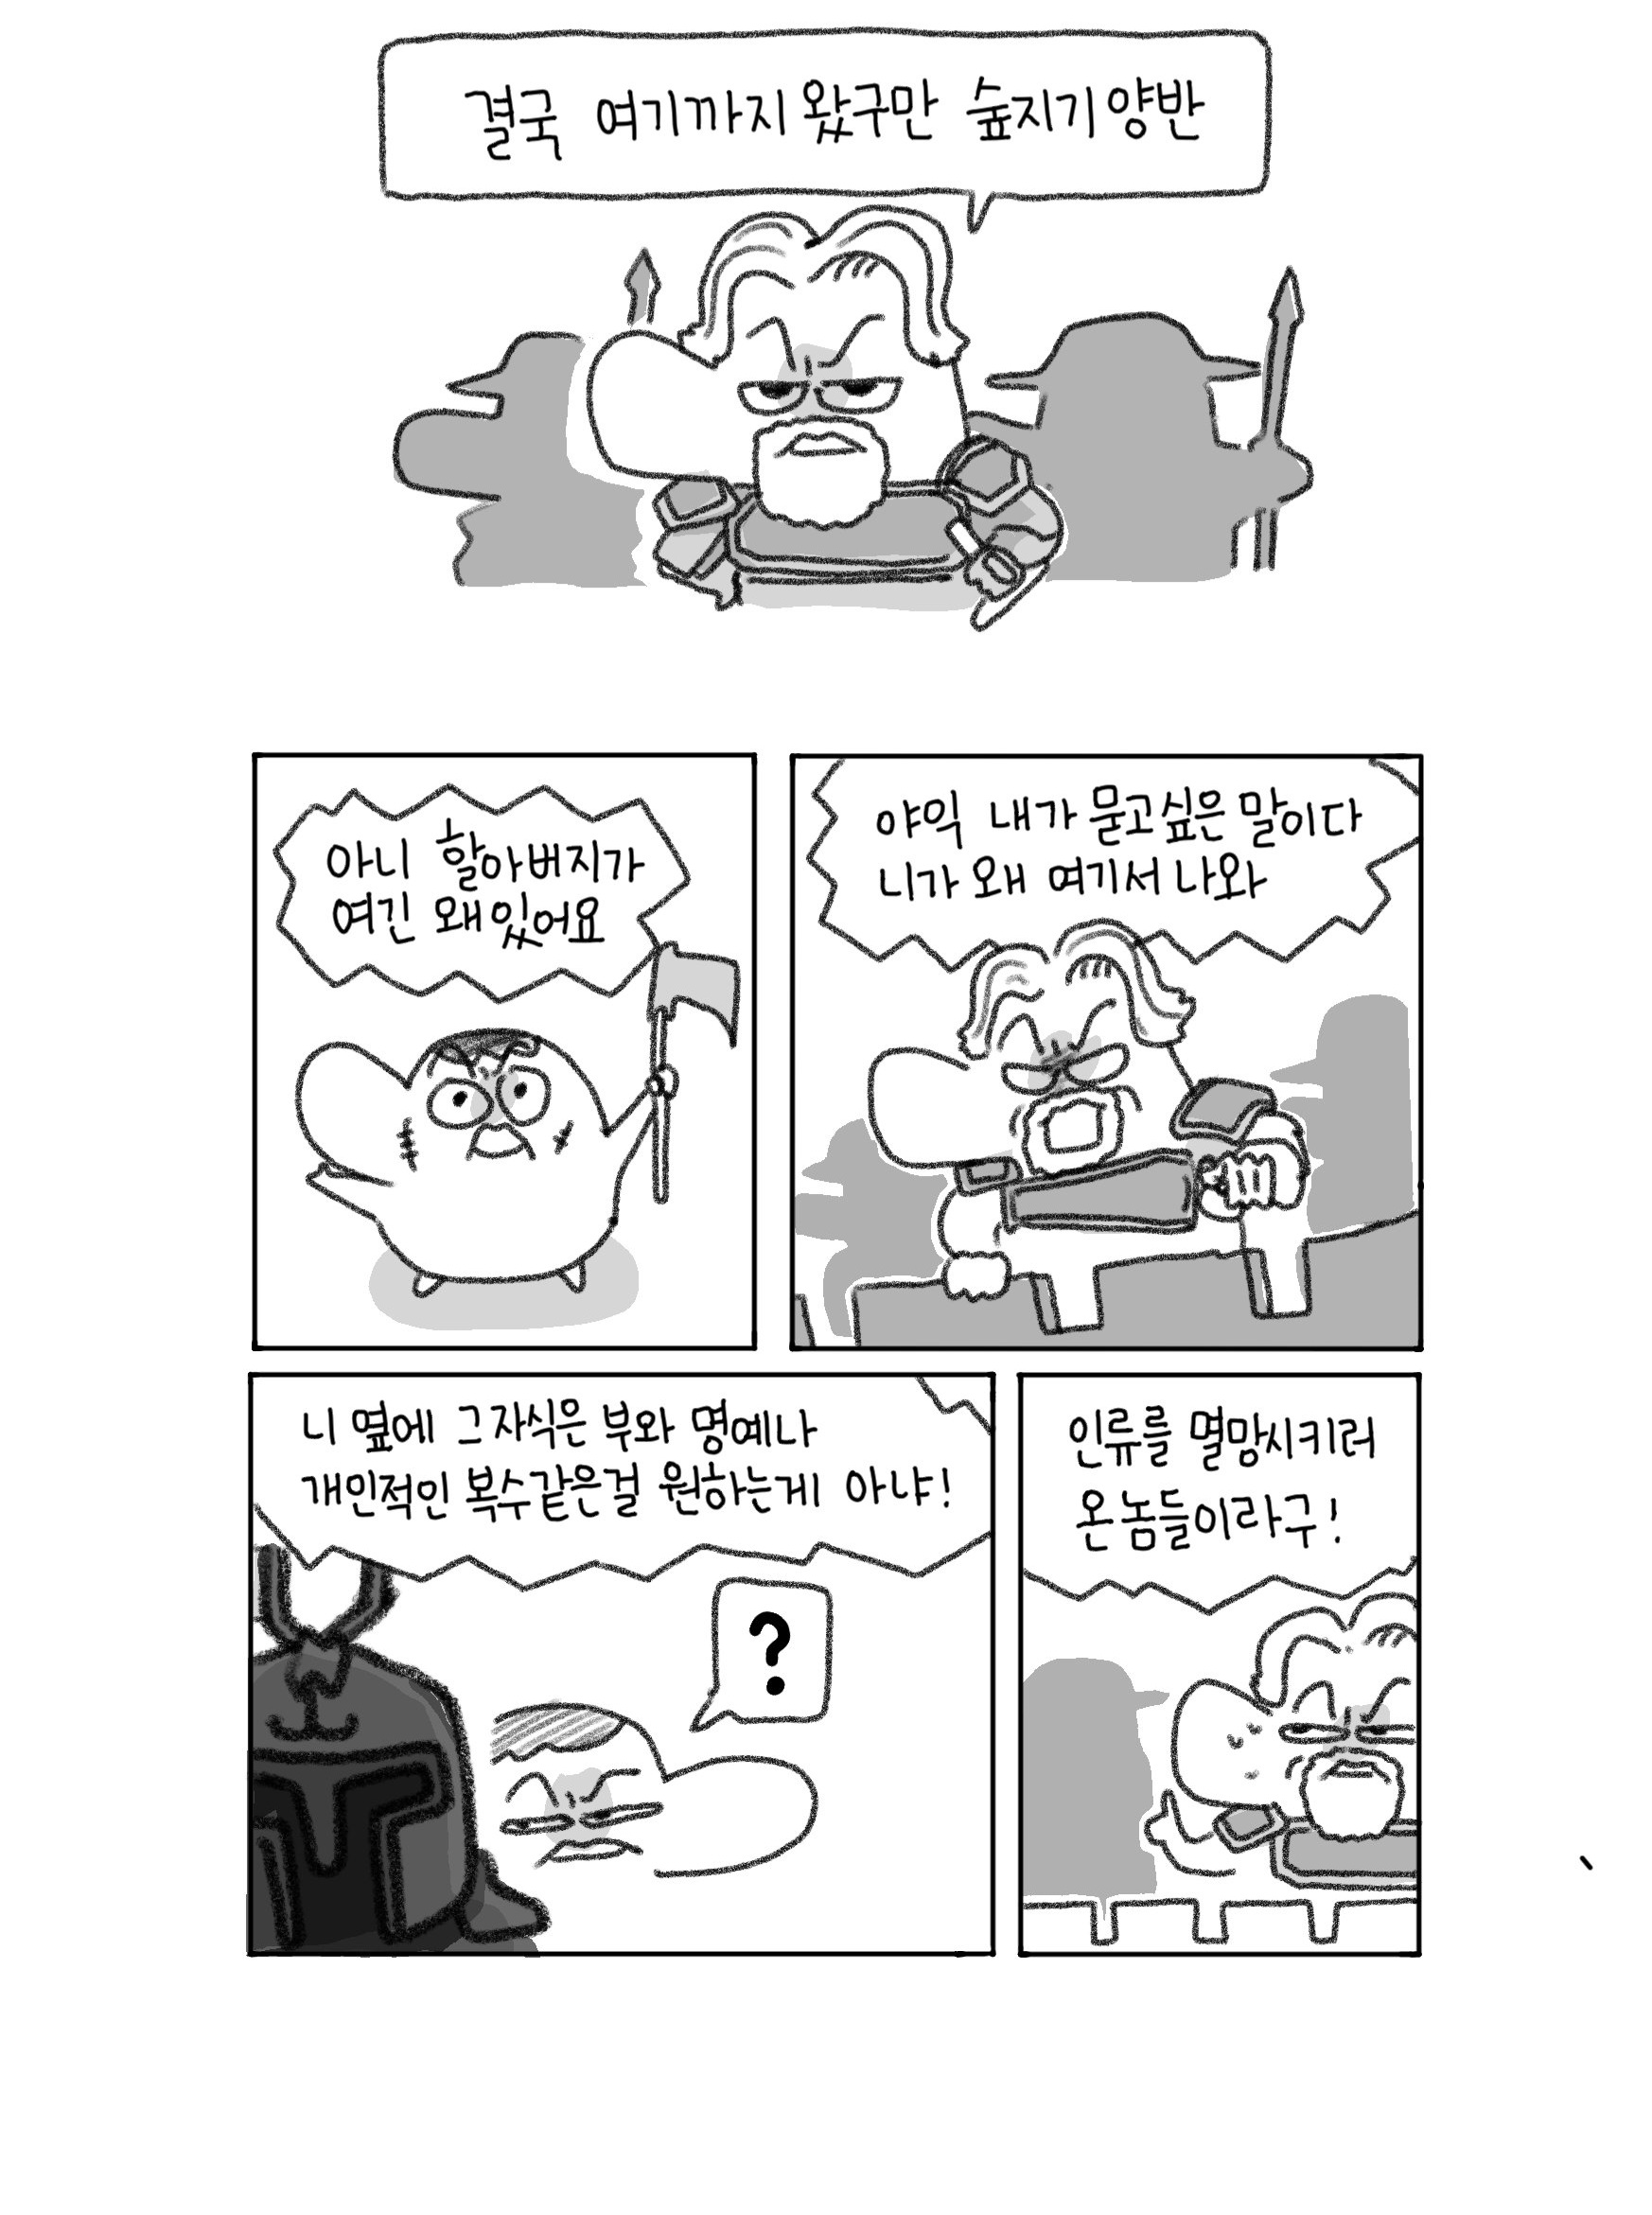 결국 여기까지 왔구만 숲지기 양반
아니 할아버지가
여긴 왜있어요
야익 내가 묻고싶은 말이다
니가 왜 여기서 나와
니 옆에 그자식은 부와 명예나
개인적인 복수같은걸 원하는게 아냐!
?
인류를 멸망시키러
온 놈들이라구!